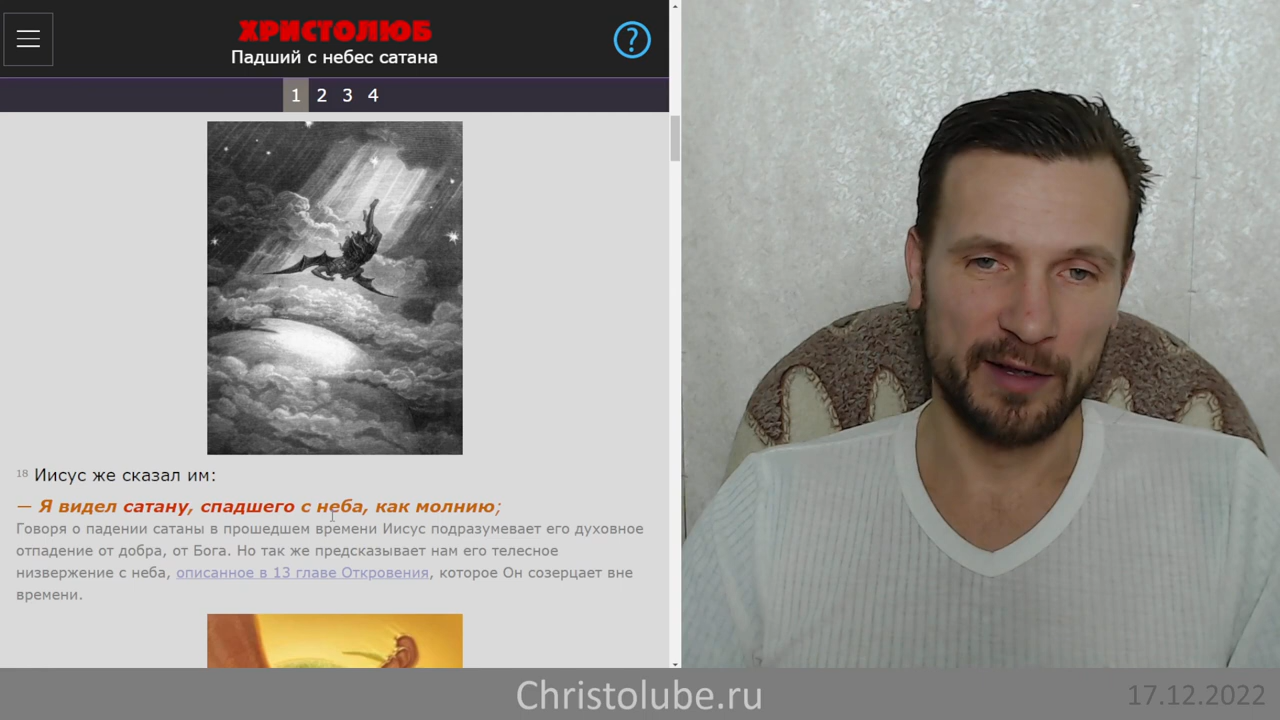 ХРИСТОЛЮБ
Падший с небес сатана
?
1 2 3 4
18 Иисус же сказал им:
— Я видел сатану, спадшего с неба, как молнию;
Говоря о падении сатаны в прошедшем времени Иисус подразумевает его духовное
отпадение от добра, от Бога. Но так же предсказывает нам его телесное
низвержение с неба, описанное в 13 главе Откровения, которое Он созерцает вне
времени.
Christolube.ru
17.12.2022